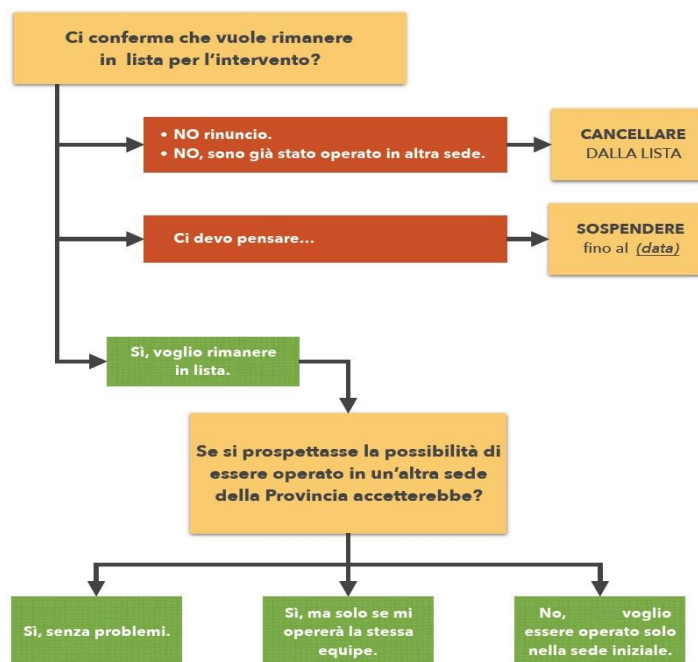 Ci conferma che vuole rimanere
in lista per l'intervento?
• NO rinuncio.
• NO, sono già stato operato in altra sede.
CANCELLARE
DALLA LISTA
Ci devo pensare...
SOSPENDERE
fino al (data)
Sì, voglio rimanere
in lista.
Se si prospettasse la possibilità di
essere operato in un'altra sede
della Provincia accetterebbe?
Sì, senza problemi.
Sì, ma solo se mi
opererà la stessa
equipe.
No, voglio
essere operato solo
nella sede iniziale.